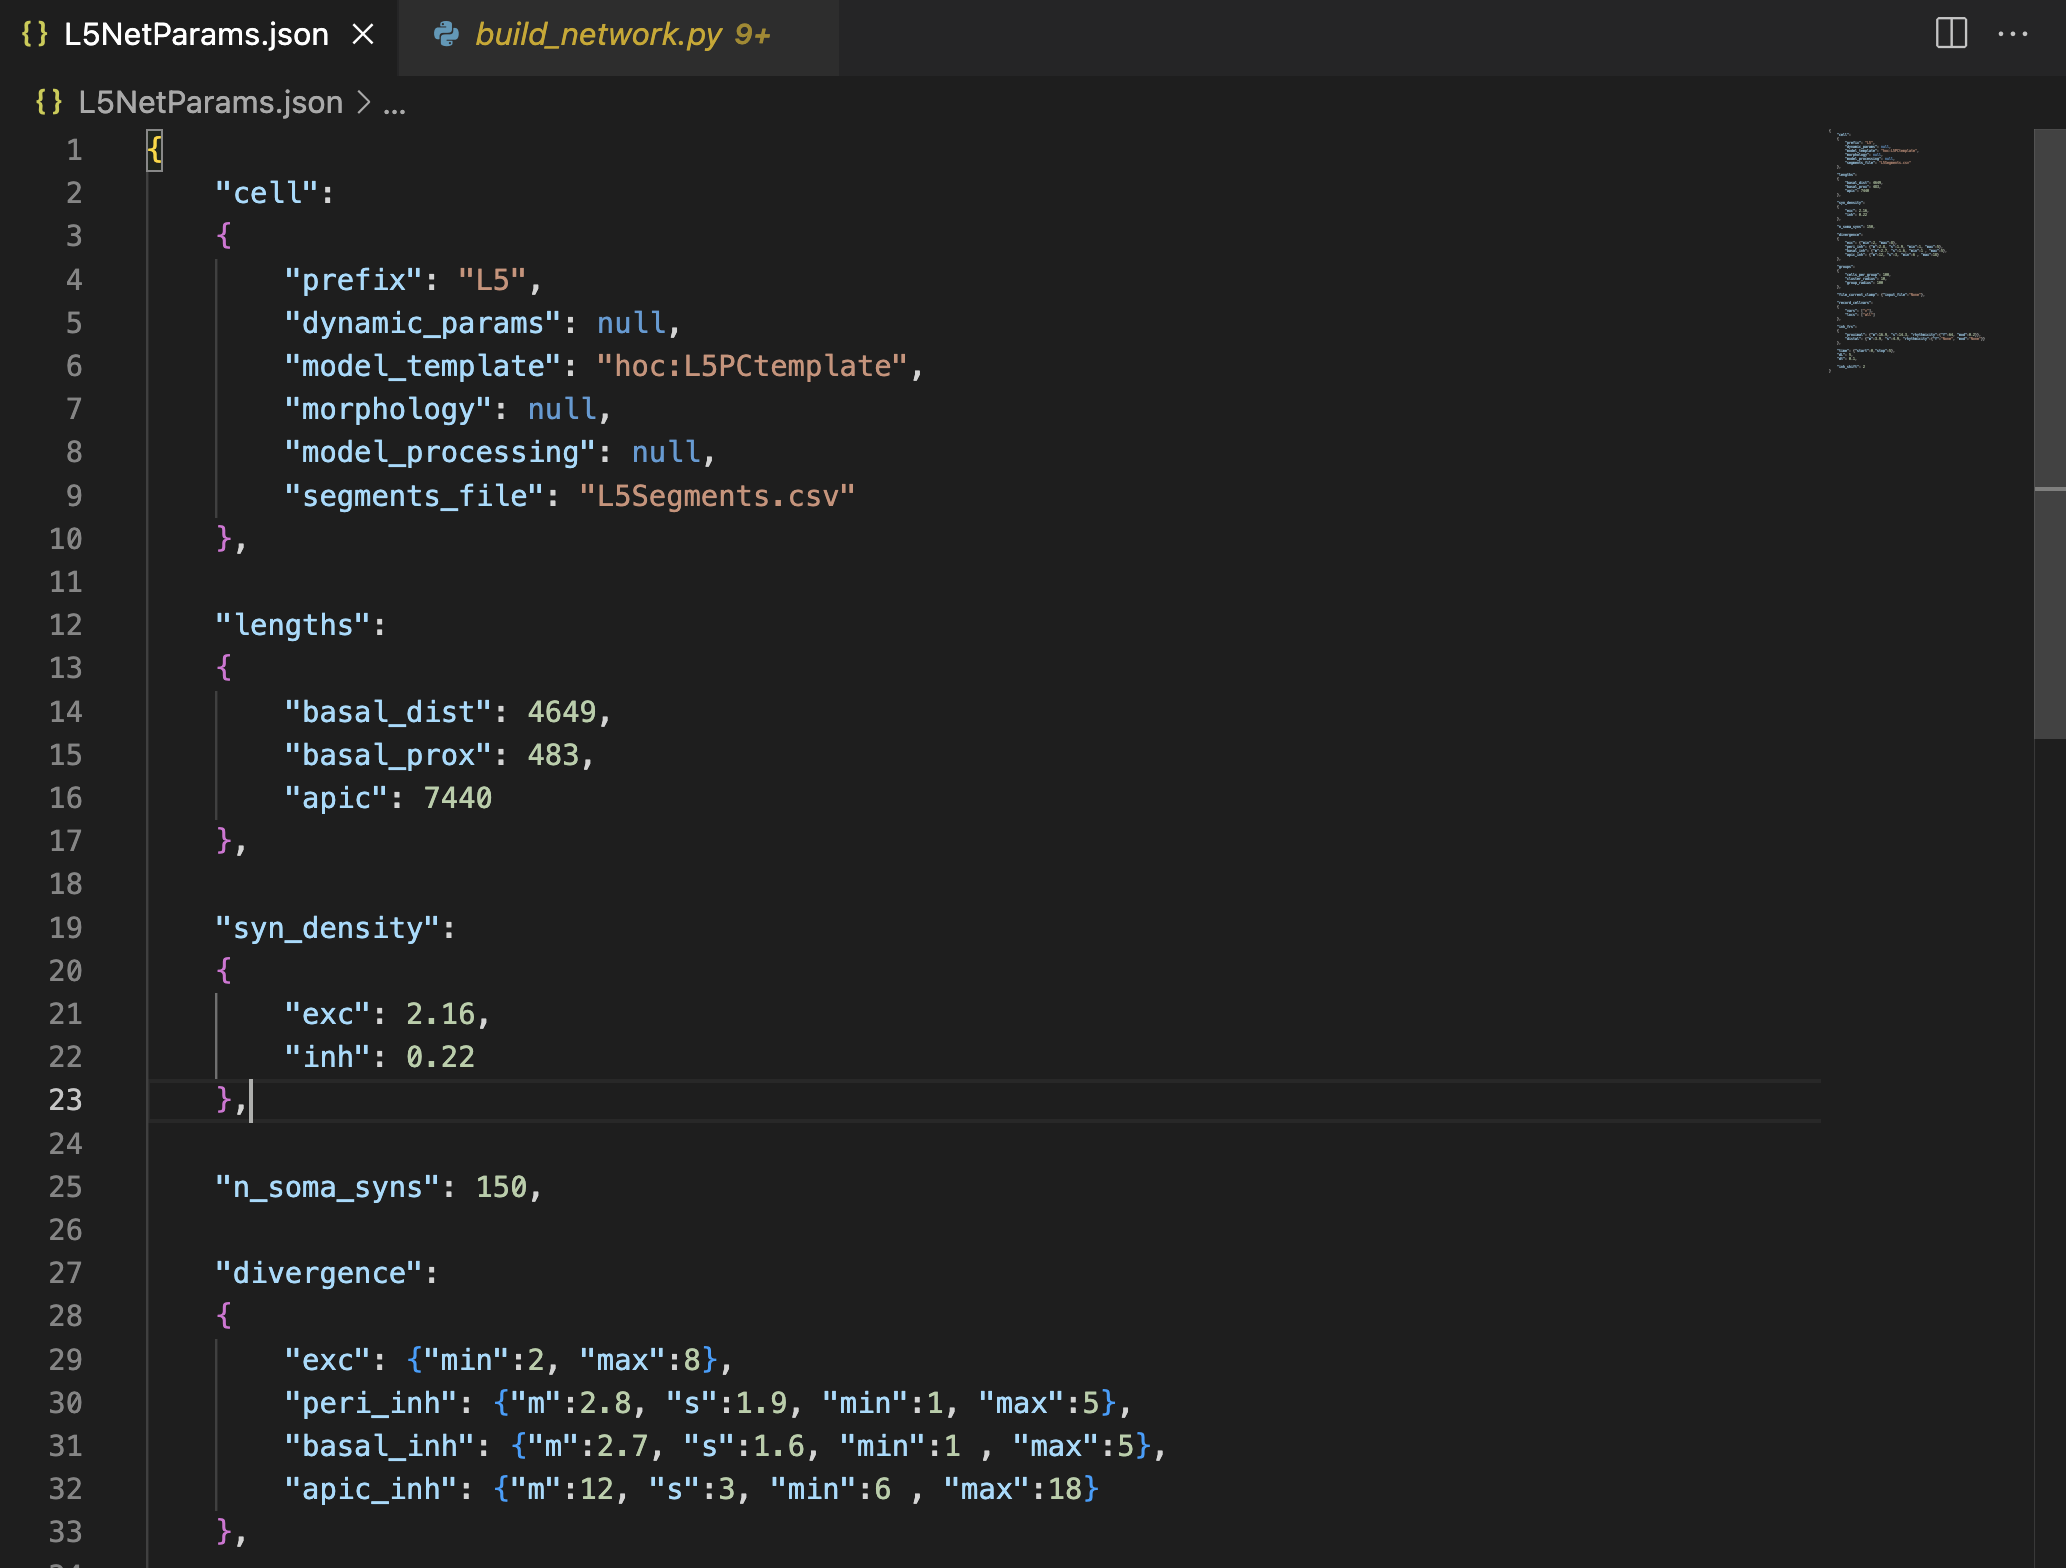 {} L5NetParams.json × build_network.py 9+ ...
{} L5NetParams.json > ...
1 {
2 "cell":
3 {
4 "prefix": "L5",
5 "dynamic_params": null,
6 "model_template": "hoc:L5PCtemplate",
7 "morphology": null,
8 "model_processing": null,
9 "segments_file": "L5Segments.csv"
10 },
11
12 "lengths":
13 {
14 "basal_dist": 4649,
15 "basal_prox": 483,
16 "apic": 7440
17 },
18
19 "syn_density":
20 {
21 "exc": 2.16,
22 "inh": 0.22
23 },
24
25 "n_soma_syns": 150,
26
27 "divergence":
28 {
29 "exc": {"min":2, "max":8},
30 "peri_inh": {"m":2.8, "s":1.9, "min":1, "max":5},
31 "basal_inh": {"m":2.7, "s":1.6, "min":1 , "max":5},
32 "apic_inh": {"m":12, "s":3, "min":6 , "max":18}
33 },